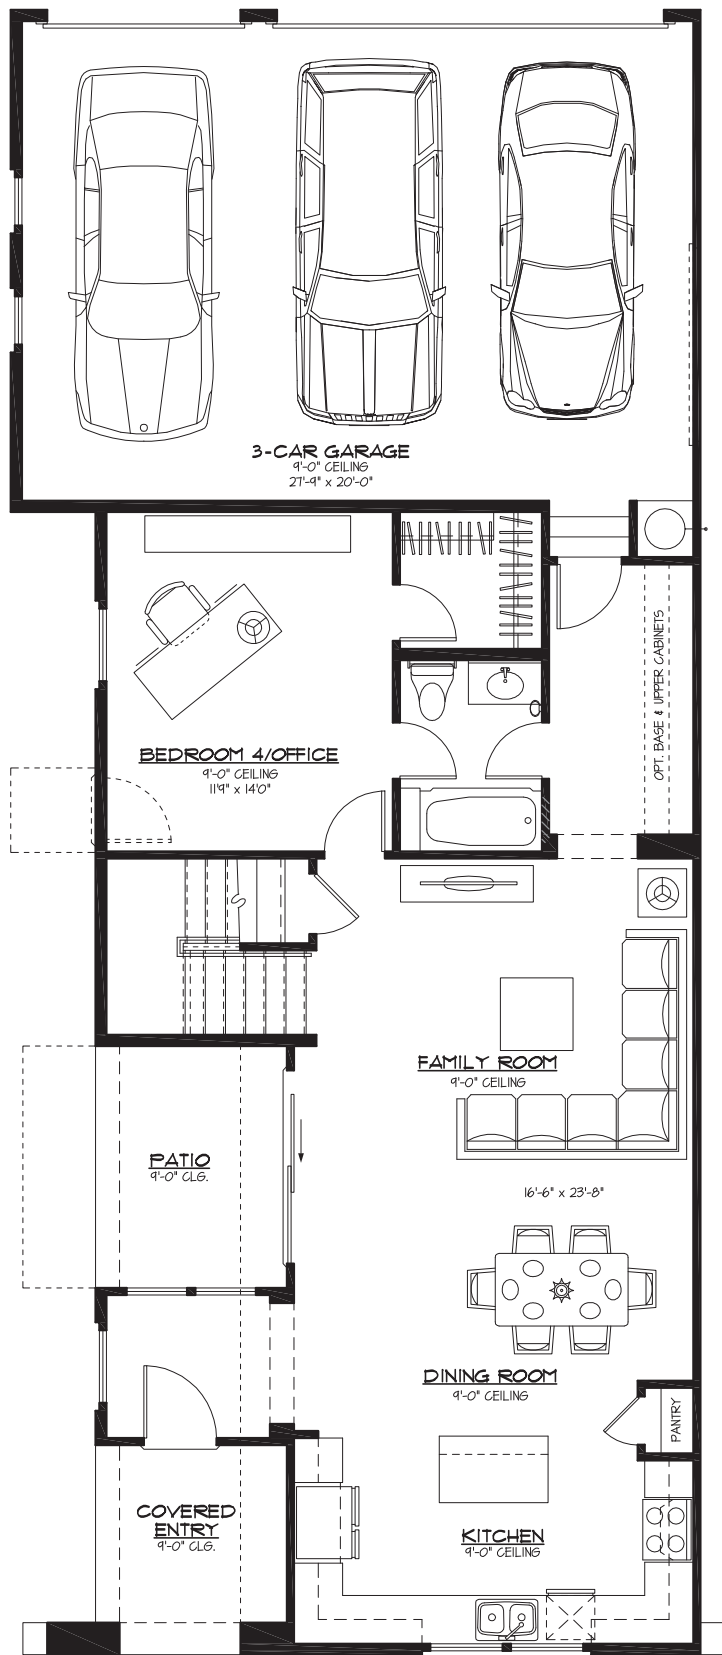 3-CAR GARAGE
9'-0" CEILING
27'-9" x 20'-0"
OPT. BASE & UPPER CABINETS
BEDROOM 4/OFFICE
9'-0" CEILING
11'9" x 14'0"
FAMILY ROOM
9'-0" CEILING
PATIO
9'-0" CLG.
16'-6" x 23'-8"
DINING ROOM
9'-0" CEILING
PANTRY
COVERED
ENTRY
9'-0" CLG.
KITCHEN
9'-0" CEILING